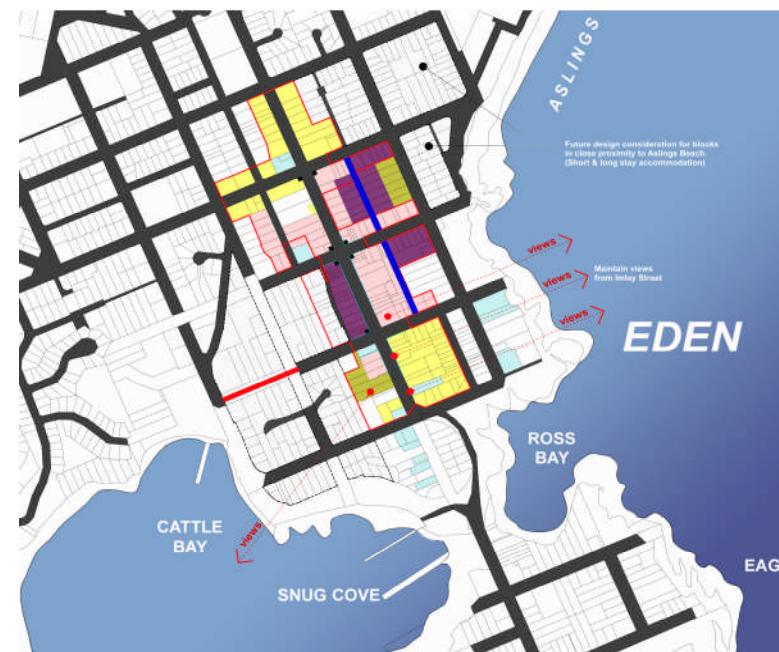 ASLINGS
Future design consideration for blocks
in close proximity to Aslings Beach.
(Short & long stay accommodation)
views
Maintain views
from Imlay Street
views
views
EDEN
ROSS
BAY
CATTLE
BAY
views
SNUG COVE
EAG